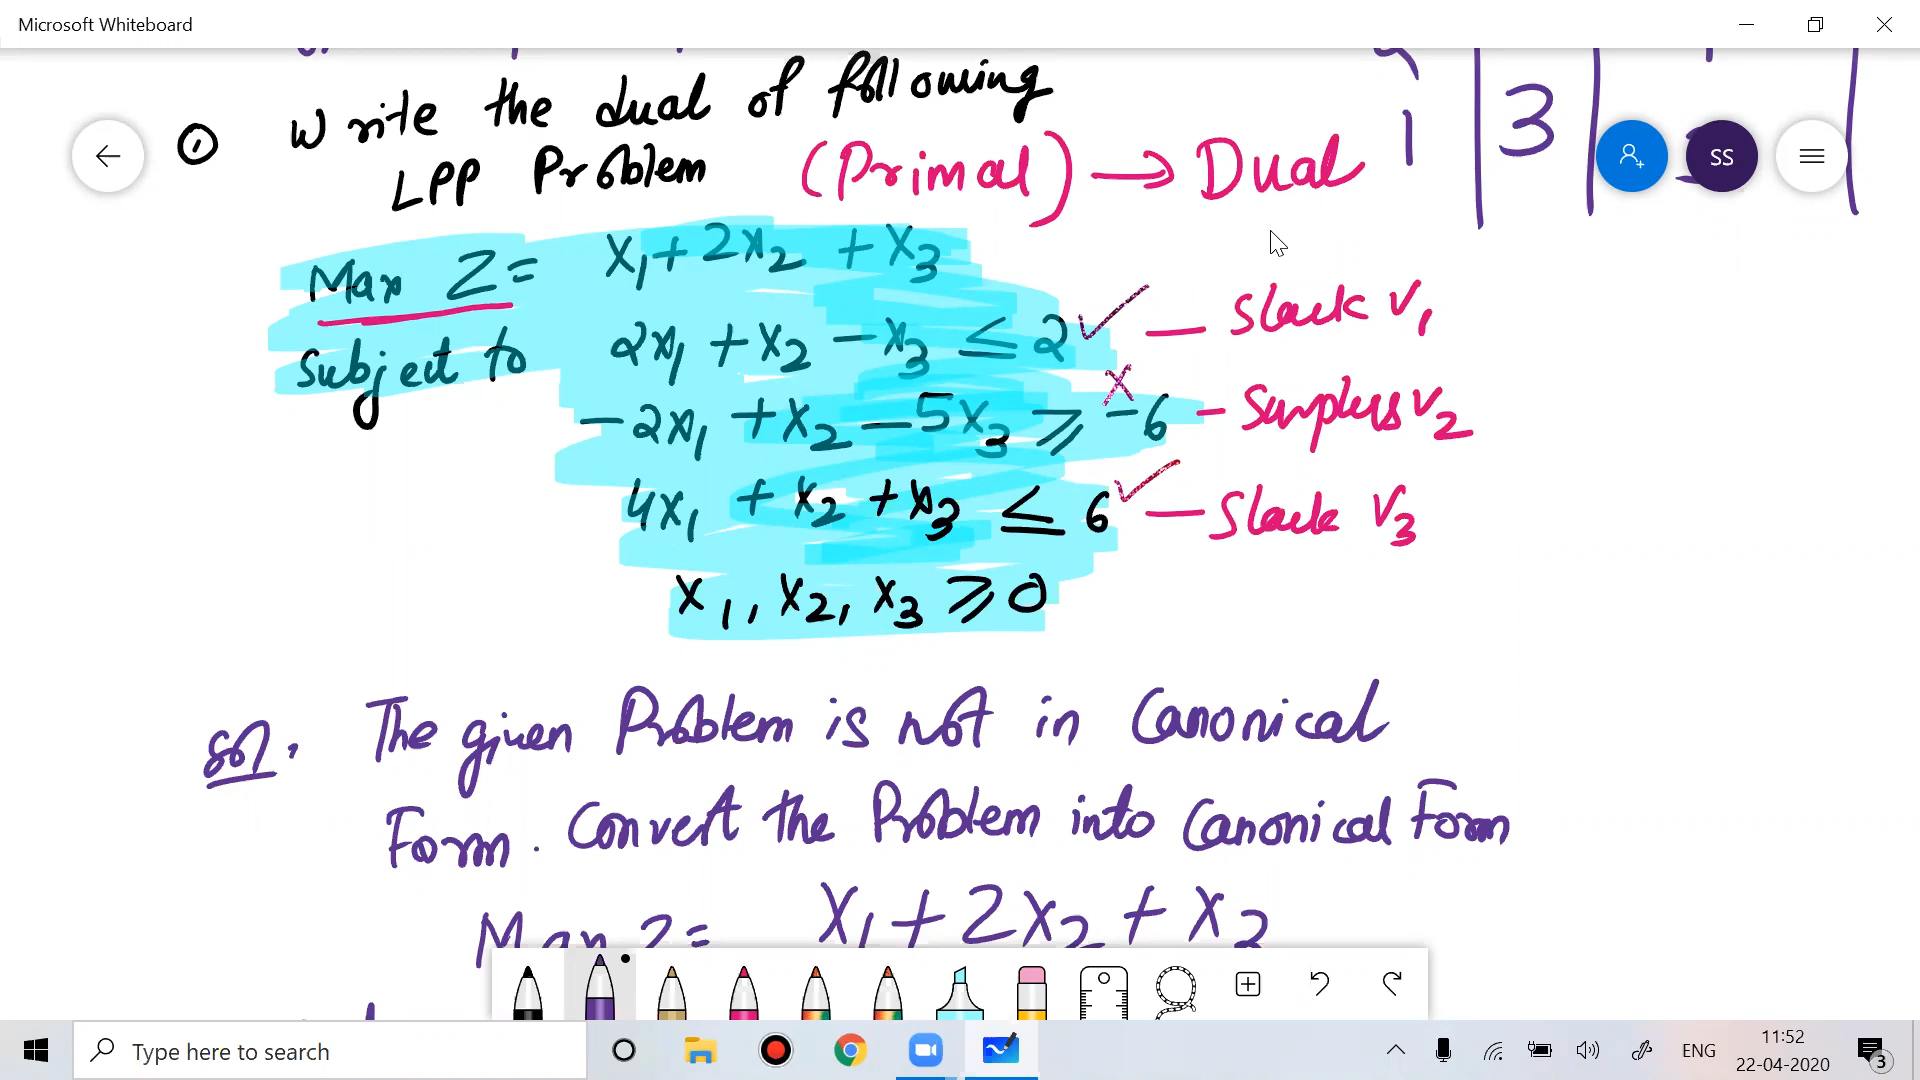 Microsoft Whiteboard
① Write the dual of following
LPP Problem (Primal) → Dual
1 3
SS
Max Z = x₁ + 2x₂ + x₃
Subject to 2x₁ + x₂ - x₃ ≤ 2 ✓ — Slack V₁
-2x₁ + x₂ - 5x₃ ≥ -6 x - Surpluss V₂
4x₁ + x₂ + x₃ ≤ 6 ✓ — Slack V₃
x₁, x₂, x₃ ≥ 0
Sol. The given Problem is not in Canonical
Form. Convert the Problem into Canonical Form
Max Z = x₁ + 2x₂ + x₃
Type here to search
ENG
11:52
22-04-2020
3